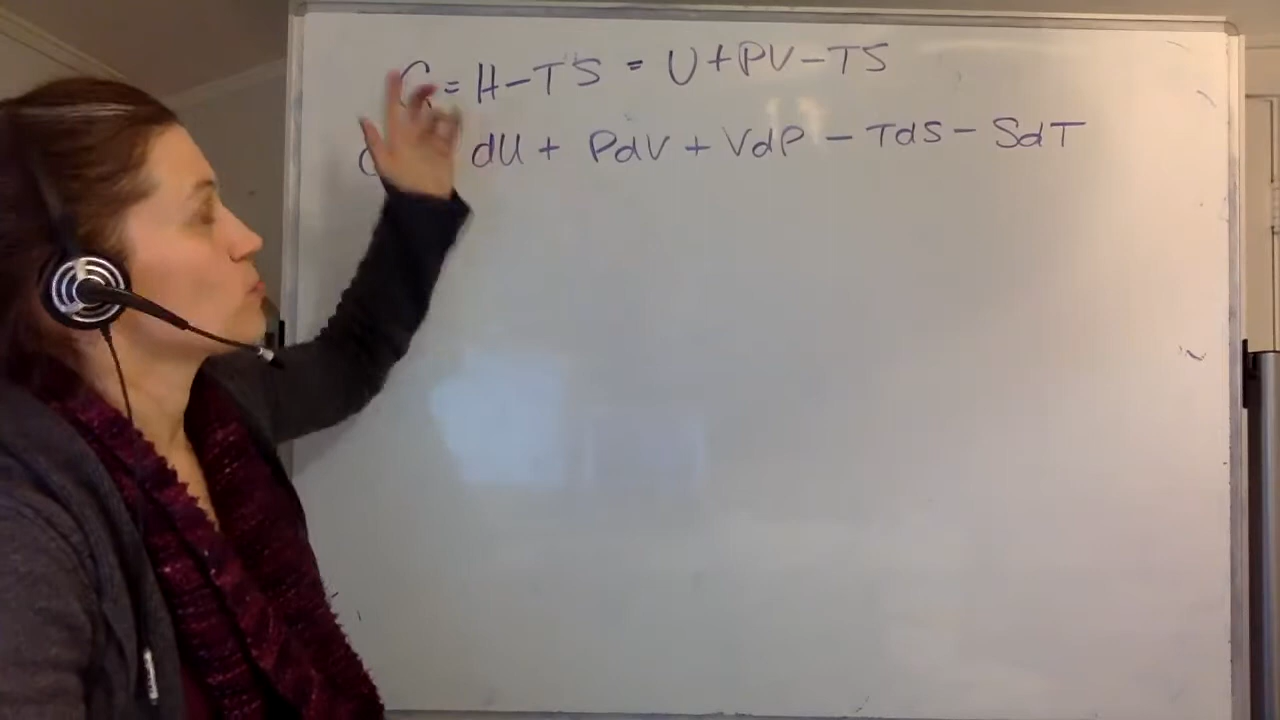 G = H - TS = U + PV - TS
dU + PdV + VdP - TdS - SdT